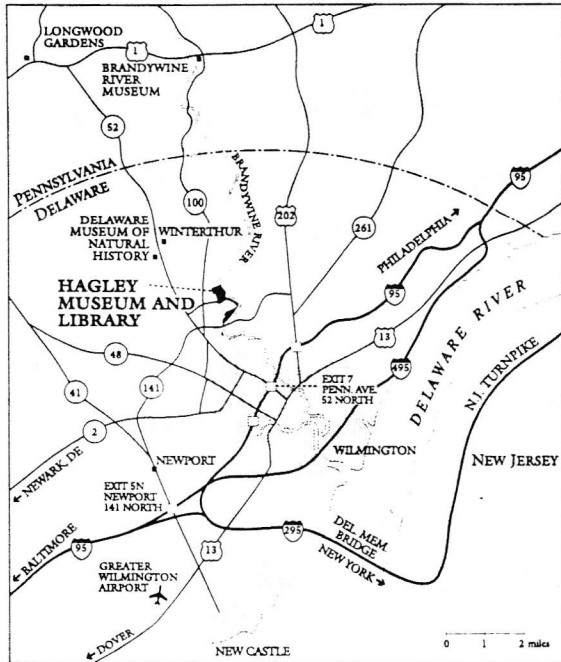 LONGWOOD
GARDENS
1
1
BRANDYWINE
RIVER
MUSEUM
52
PENNSYLVANIA
DELAWARE
95
100
BRANDYWINE RIVER
202
261
DELAWARE
MUSEUM OF
NATURAL
HISTORY
WINTERTHUR
PHILADELPHIA
HAGLEY
MUSEUM AND
LIBRARY
95
13
DELAWARE RIVER
N.J. TURNPIKE
48
495
41
141
EXIT 7
PENN. AVE.
52 NORTH
2
NEWARK, DE
NEWPORT
WILMINGTON
NEW JERSEY
EXIT 5N
NEWPORT
141 NORTH
BALTIMORE
95
13
295
DEL. MEM.
BRIDGE
NEW YORK
GREATER
WILMINGTON
AIRPORT
DOVER
NEW CASTLE
0 1 2 miles